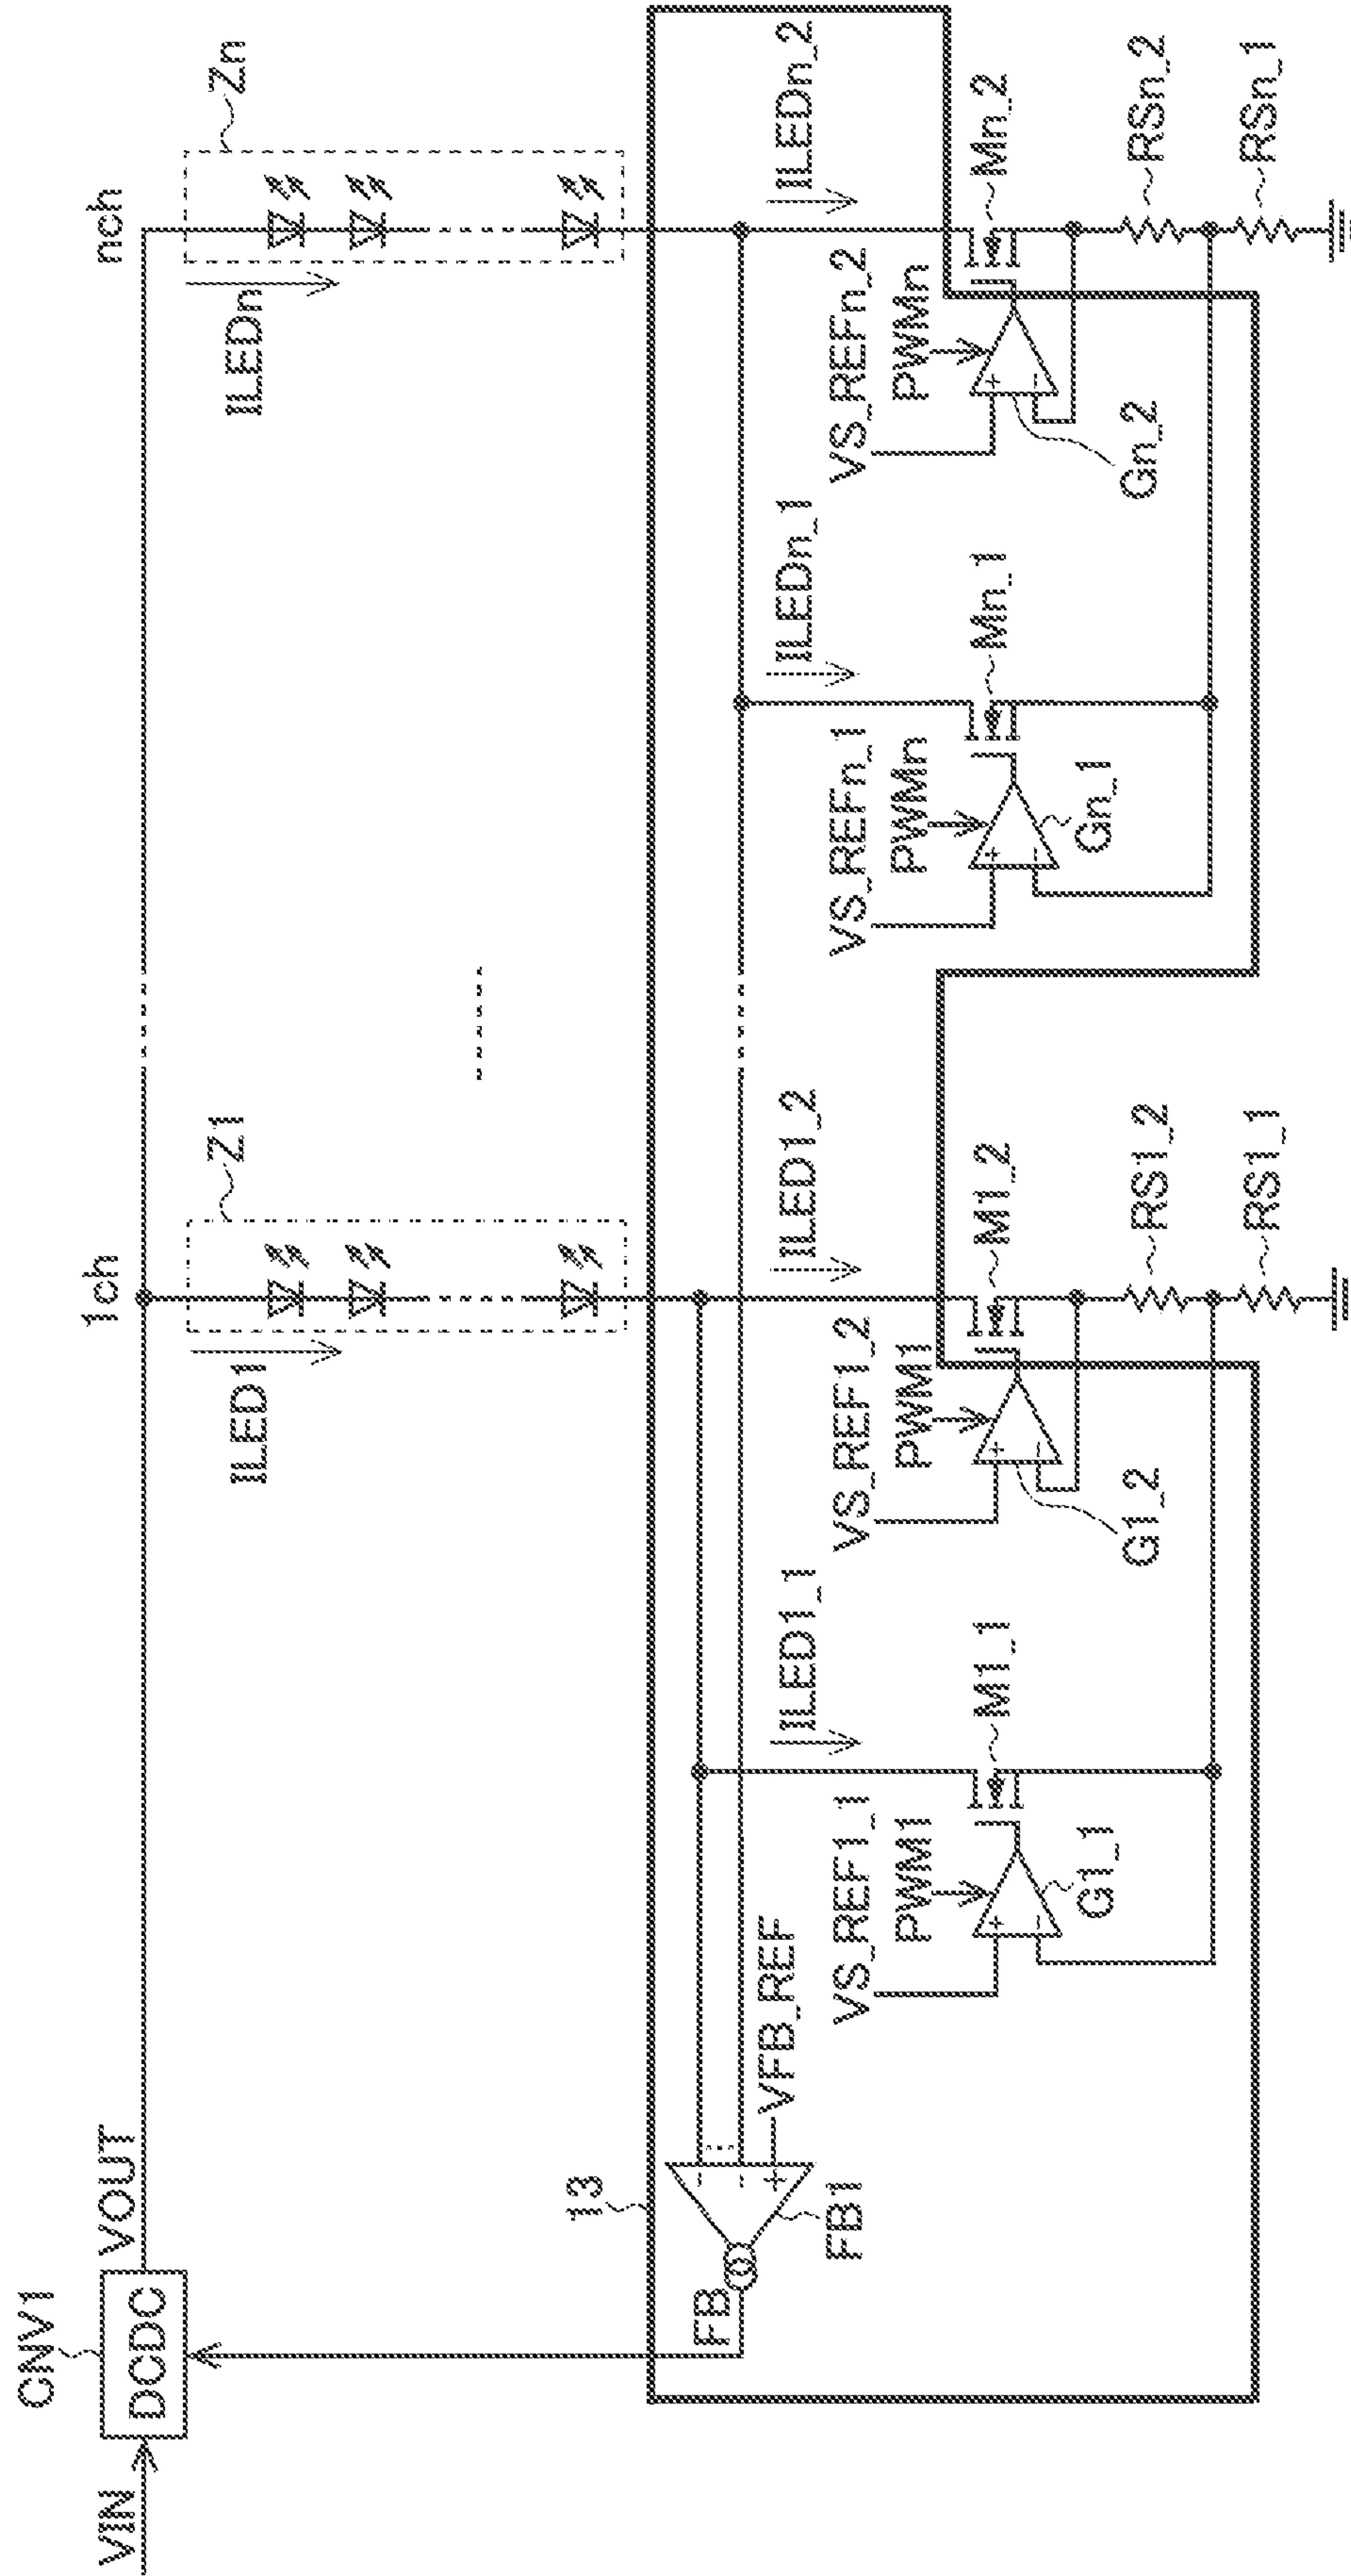 VIN
CNV1
DCDC
VOUT
1ch
nch
Z1
Zn
ILED1
ILEDn
13
FB
FB1
VFB_REF
ILED1_1
ILED1_2
ILEDn_1
ILEDn_2
VS_REF1_1
PWM1
G1_1
M1_1
VS_REF1_2
PWM1
G1_2
M1_2
RS1_2
RS1_1
VS_REFn_1
PWMn
Gn_1
Mn_1
VS_REFn_2
PWMn
Gn_2
Mn_2
RSn_2
RSn_1